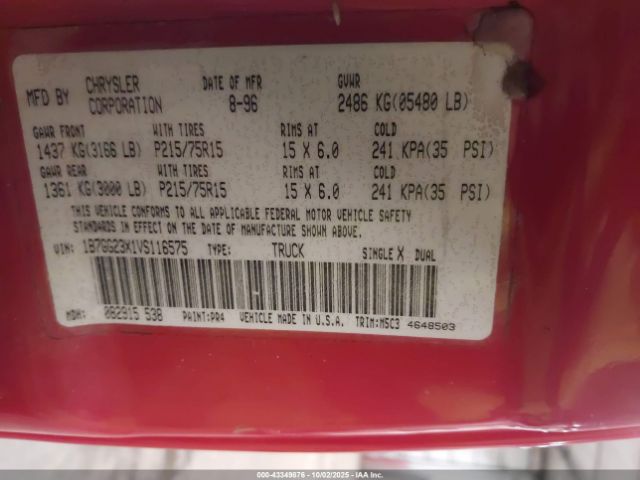 MFD BY CHRYSLER CORPORATION DATE OF MFR 8-96 GVWR 2486 KG(05480 LB)
GAWR FRONT WITH TIRES RIMS AT COLD
1437 KG(3166 LB) P215/75R15 15 X 6.0 241 KPA(35 PSI)
GAWR REAR WITH TIRES RIMS AT COLD
1361 KG(3000 LB) P215/75R15 15 X 6.0 241 KPA(35 PSI)
THIS VEHICLE CONFORMS TO ALL APPLICABLE FEDERAL MOTOR VEHICLE SAFETY
STANDARDS IN EFFECT ON THE DATE OF MANUFACTURE SHOWN ABOVE.
VIN: 1B7GG23X1VS116575 TYPE: TRUCK SINGLE X DUAL
MDH: 082915 538 PAINT:PR4 VEHICLE MADE IN U.S.A. TRIM:M5C3 4648503
000-43349876 - 10/02/2025 - IAA Inc.